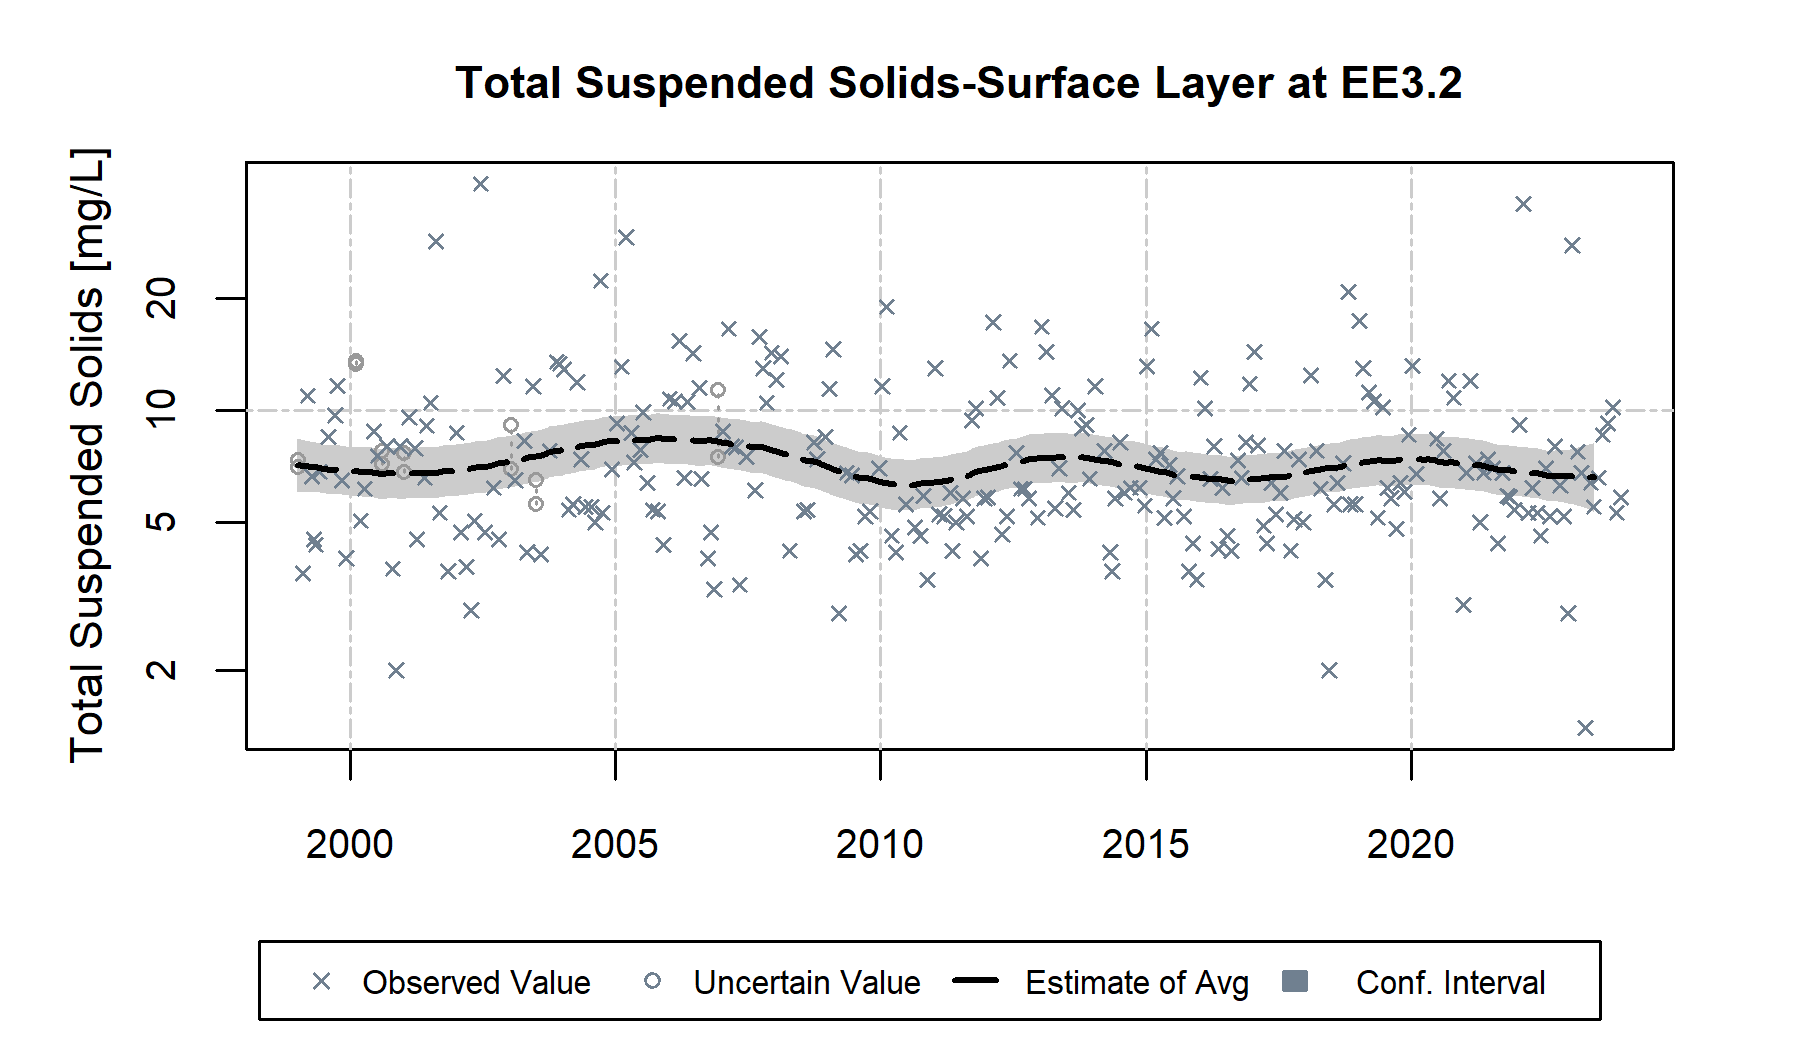 Total Suspended Solids-Surface Layer at EE3.2
Total Suspended Solids [mg/L]
20
10
5
2
2000 2005 2010 2015 2020
Observed Value Uncertain Value Estimate of Avg Conf. Interval